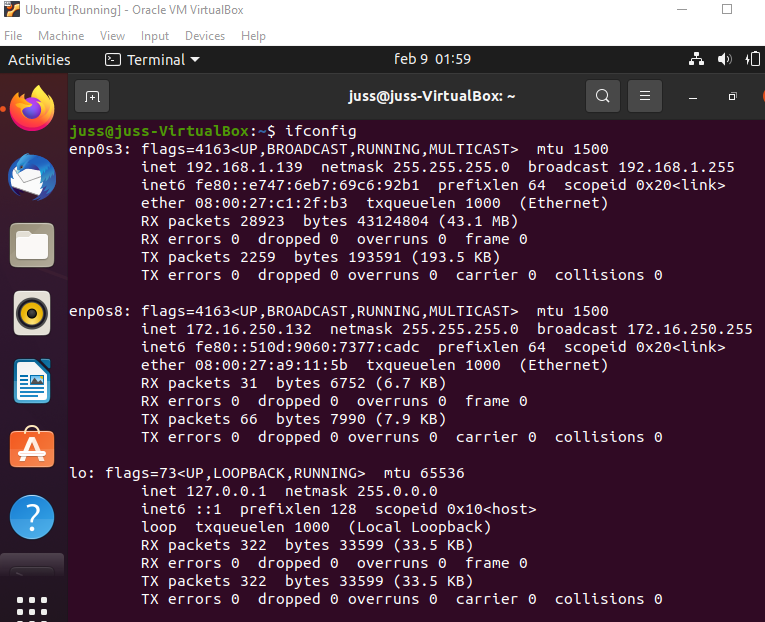 Ubuntu [Running] - Oracle VM VirtualBox
File Machine View Input Devices Help
Activities Terminal feb 9 01:59
juss@juss-VirtualBox: ~
juss@juss-VirtualBox:~$ ifconfig
enp0s3: flags=4163<UP,BROADCAST,RUNNING,MULTICAST>  mtu 1500
        inet 192.168.1.139  netmask 255.255.255.0  broadcast 192.168.1.255
        inet6 fe80::e747:6eb7:69c6:92b1  prefixlen 64  scopeid 0x20<link>
        ether 08:00:27:c1:2f:b3  txqueuelen 1000  (Ethernet)
        RX packets 28923  bytes 43124804 (43.1 MB)
        RX errors 0  dropped 0  overruns 0  frame 0
        TX packets 2259  bytes 193591 (193.5 KB)
        TX errors 0  dropped 0 overruns 0  carrier 0  collisions 0
enp0s8: flags=4163<UP,BROADCAST,RUNNING,MULTICAST>  mtu 1500
        inet 172.16.250.132  netmask 255.255.255.0  broadcast 172.16.250.255
        inet6 fe80::510d:9060:7377:cadc  prefixlen 64  scopeid 0x20<link>
        ether 08:00:27:a9:11:5b  txqueuelen 1000  (Ethernet)
        RX packets 31  bytes 6752 (6.7 KB)
        RX errors 0  dropped 0  overruns 0  frame 0
        TX packets 66  bytes 7990 (7.9 KB)
        TX errors 0  dropped 0 overruns 0  carrier 0  collisions 0
lo: flags=73<UP,LOOPBACK,RUNNING>  mtu 65536
        inet 127.0.0.1  netmask 255.0.0.0
        inet6 ::1  prefixlen 128  scopeid 0x10<host>
        loop  txqueuelen 1000  (Local Loopback)
        RX packets 322  bytes 33599 (33.5 KB)
        RX errors 0  dropped 0  overruns 0  frame 0
        TX packets 322  bytes 33599 (33.5 KB)
        TX errors 0  dropped 0 overruns 0  carrier 0  collisions 0